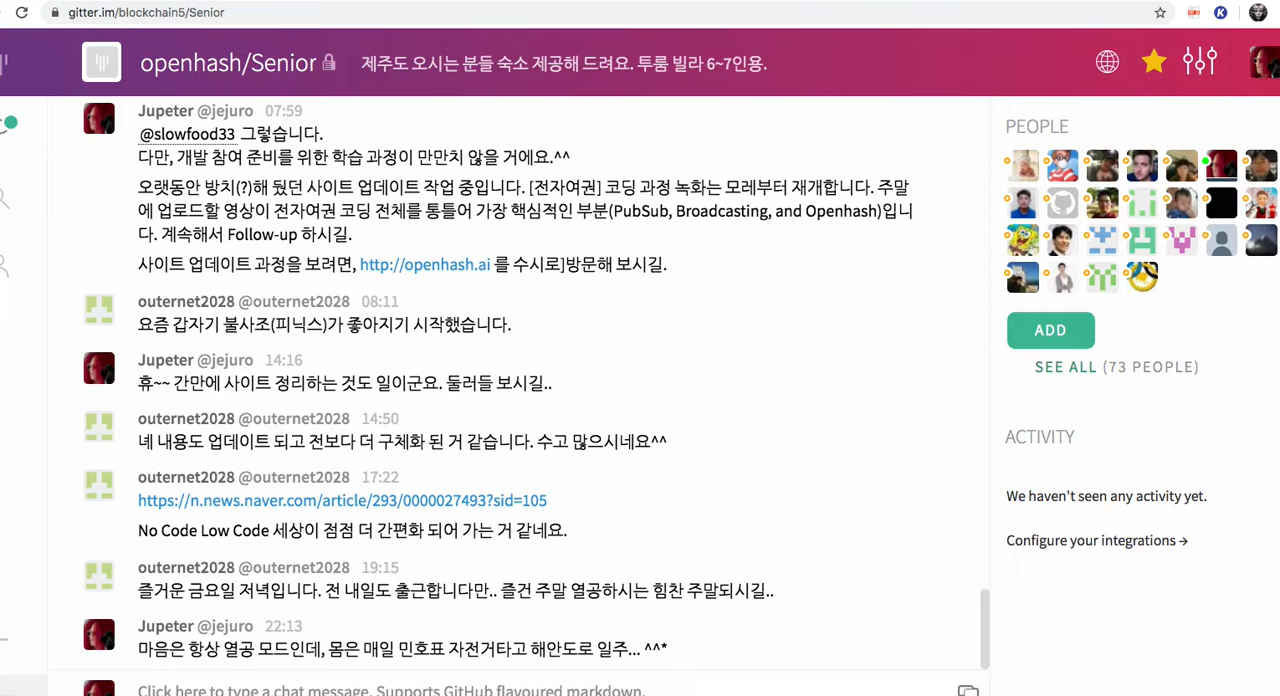 gitter.im/blockchain5/Senior
openhash/Senior 제주도 오시는 분들 숙소 제공해 드려요. 투룸 빌라 6~7인용.
Jupeter @jejuro 07:59
@slowfood33 그렇습니다.
다만, 개발 참여 준비를 위한 학습 과정이 만만치 않을 거에요.^^
오랫동안 방치(?)해 뒀던 사이트 업데이트 작업 중입니다. [전자여권] 코딩 과정 녹화는 모레부터 재개합니다. 주말
에 업로드할 영상이 전자여권 코딩 전체를 통틀어 가장 핵심적인 부분(PubSub, Broadcasting, and Openhash)입니
다. 계속해서 Follow-up 하시길.
사이트 업데이트 과정을 보려면, http://openhash.ai 를 수시로]방문해 보시길.
outernet2028 @outernet2028 08:11
요즘 갑자기 불사조(피닉스)가 좋아지기 시작했습니다.
Jupeter @jejuro 14:16
휴~~ 간만에 사이트 정리하는 것도 일이군요. 둘러들 보시길..
outernet2028 @outernet2028 14:50
네 내용도 업데이트 되고 전보다 더 구체화 된 거 같습니다. 수고 많으시네요^^
outernet2028 @outernet2028 17:22
https://n.news.naver.com/article/293/0000027493?sid=105
No Code Low Code 세상이 점점 더 간편화 되어 가는 거 같네요.
outernet2028 @outernet2028 19:15
즐거운 금요일 저녁입니다. 전 내일도 출근합니다만.. 즐건 주말 열공하시는 힘찬 주말되시길..
Jupeter @jejuro 22:13
마음은 항상 열공 모드인데, 몸은 매일 민호표 자전거타고 해안도로 일주... ^^*
Click here to type a chat message. Supports GitHub flavoured markdown.
PEOPLE
ADD
SEE ALL (73 PEOPLE)
ACTIVITY
We haven't seen any activity yet.
Configure your integrations →